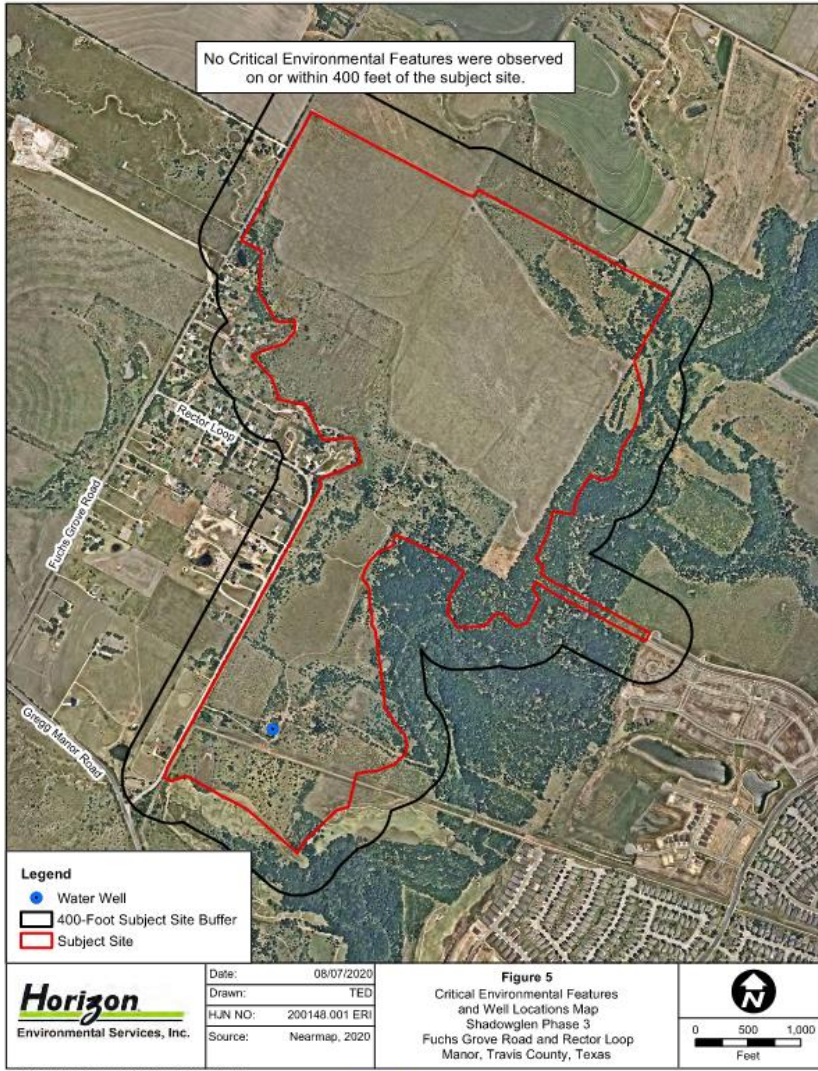 No Critical Environmental Features were observed
on or within 400 feet of the subject site.
Rector Loop
Fuchs Grove Road
Gregg Manor Road
Legend
Water Well
400-Foot Subject Site Buffer
Subject Site
Horizon
Environmental Services, Inc.
Date: 08/07/2020
Drawn: TED
HJN NO: 200148.001 ERI
Source: Nearmap, 2020
Figure 5
Critical Environmental Features
and Well Locations Map
Shadowglen Phase 3
Fuchs Grove Road and Rector Loop
Manor, Travis County, Texas
N
0 500 1,000
Feet